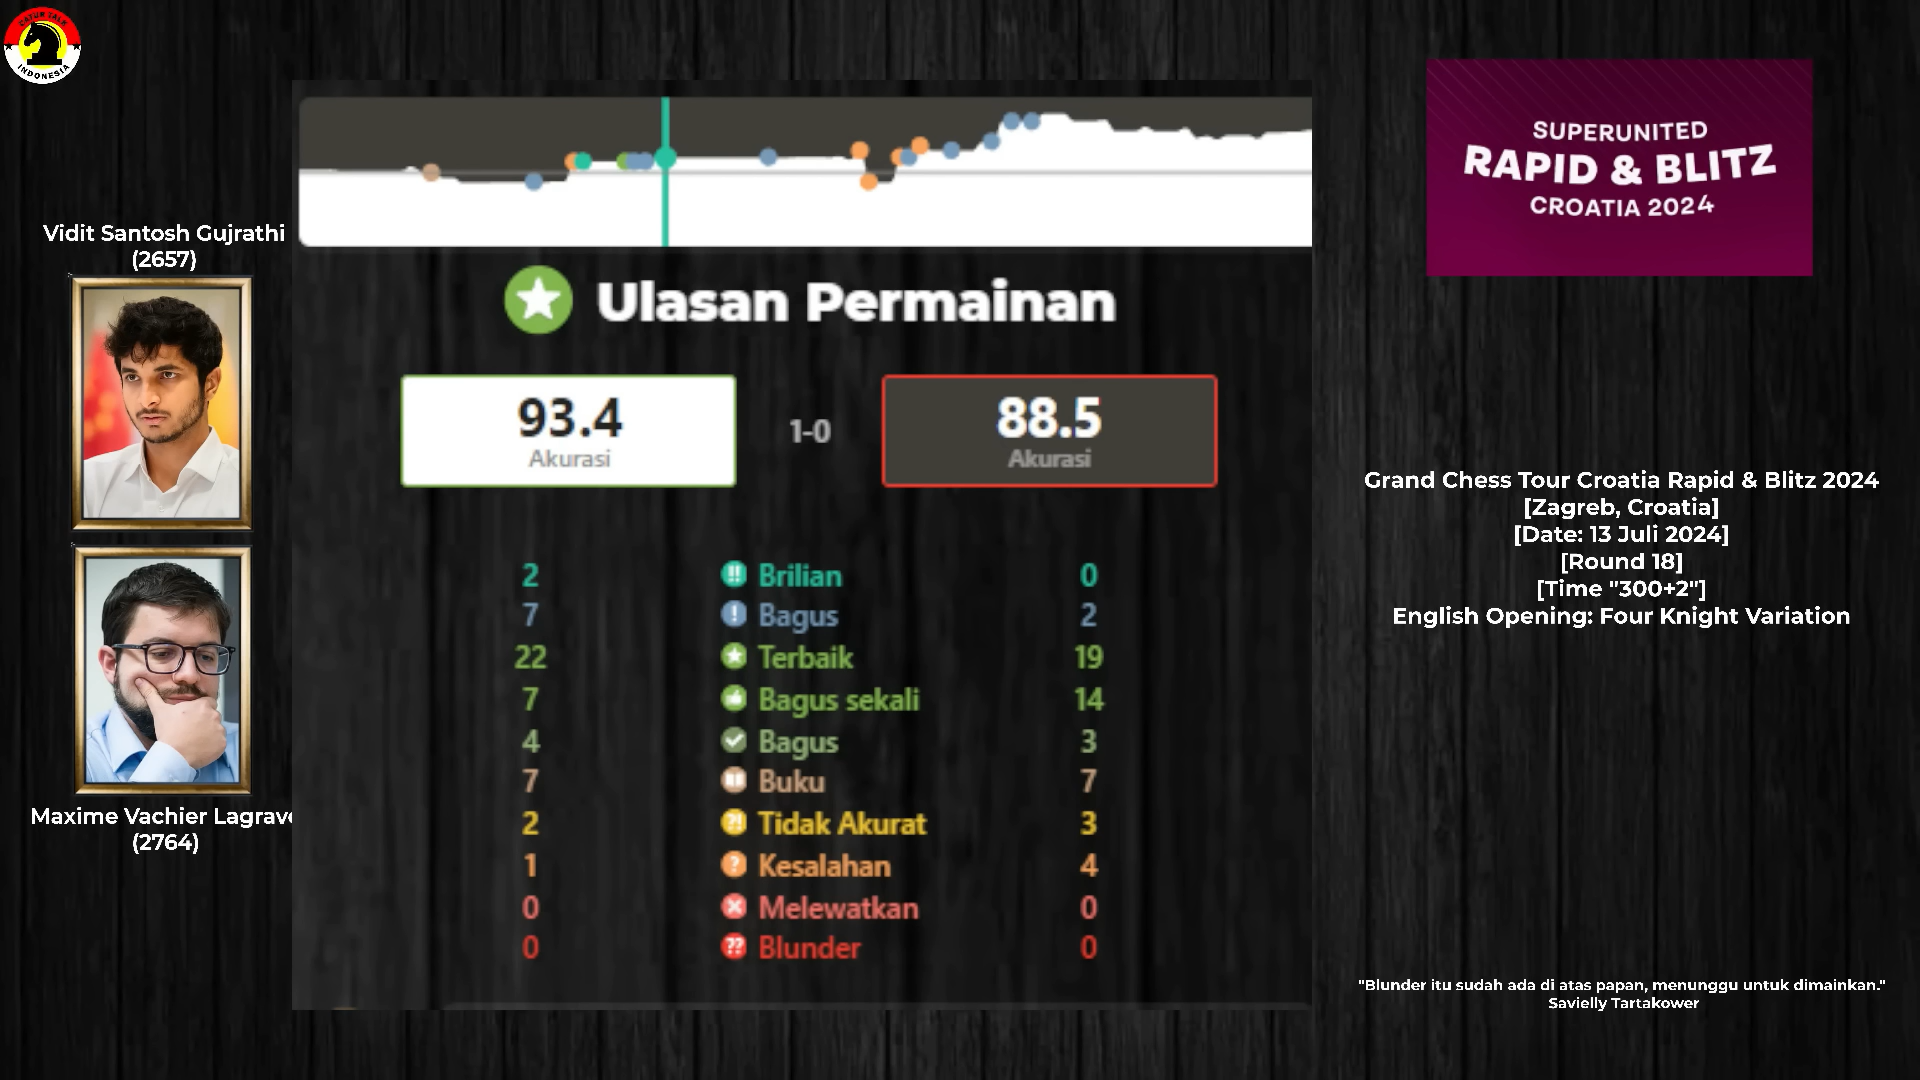 CATUR TALK
INDONESIA
SUPERUNITED
RAPID & BLITZ
CROATIA 2024
Vidit Santosh Gujrathi
(2657)
Maxime Vachier Lagrave
(2764)
Ulasan Permainan
93.4
Akurasi
1-0
88.5
Akurasi
2 !! Brilian 0
7 ! Bagus 2
22 Terbaik 19
7 Bagus sekali 14
4 Bagus 3
7 Buku 7
2 ?! Tidak Akurat 3
1 ? Kesalahan 4
0 Melewatkan 0
0 ?? Blunder 0
Grand Chess Tour Croatia Rapid & Blitz 2024
[Zagreb, Croatia]
[Date: 13 Juli 2024]
[Round 18]
[Time "300+2"]
English Opening: Four Knight Variation
"Blunder itu sudah ada di atas papan, menunggu untuk dimainkan."
Savielly Tartakower